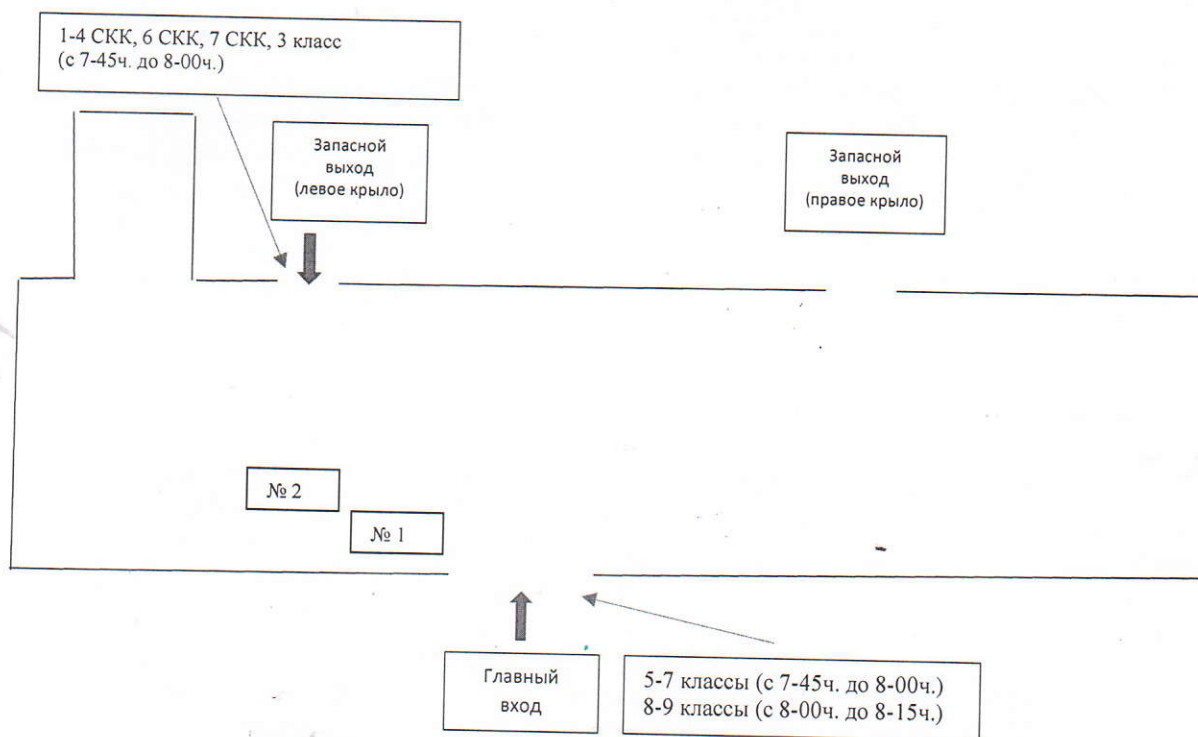 1-4 СКК, 6 СКК, 7 СКК, 3 класс
(с 7-45ч. до 8-00ч.)
Запасной
выход
(левое крыло)
Запасной
выход
(правое крыло)
№ 2
№ 1
Главный
вход
5-7 классы (с 7-45ч. до 8-00ч.)
8-9 классы (с 8-00ч. до 8-15ч.)